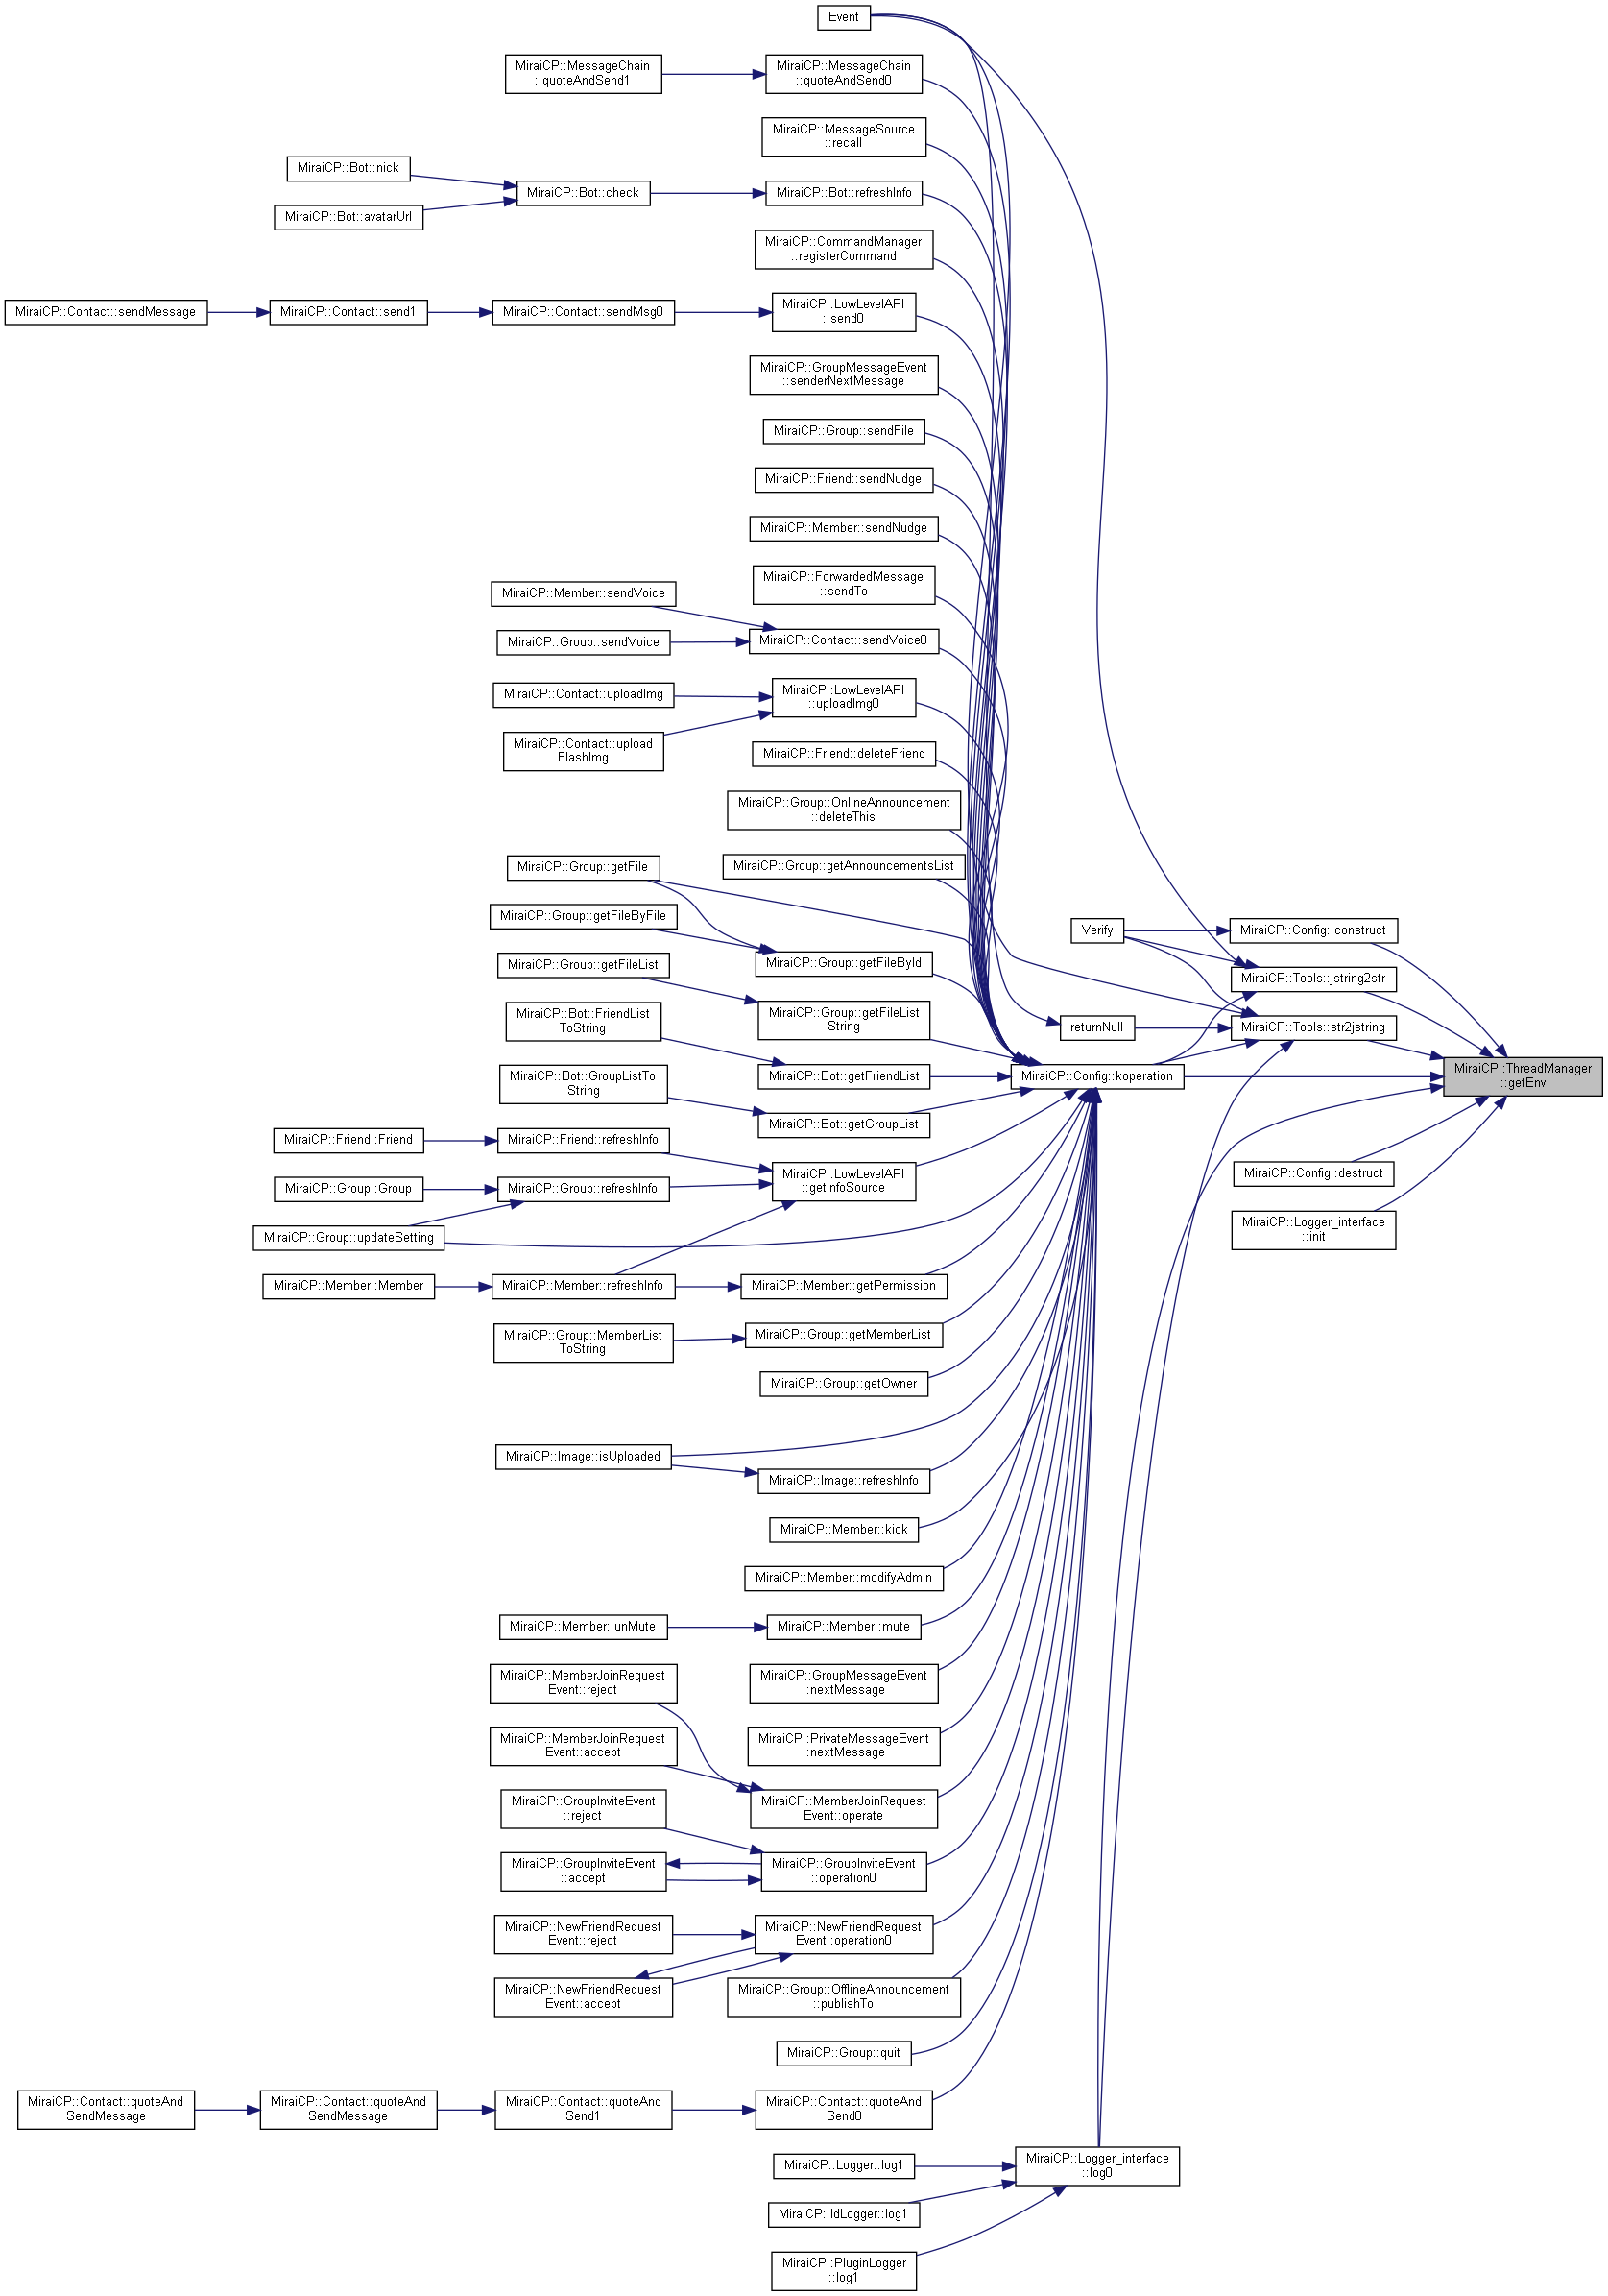 Event
MiraiCP::MessageChain
::quoteAndSend1
MiraiCP::MessageChain
::quoteAndSend0
MiraiCP::MessageSource
::recall
MiraiCP::Bot::nick
MiraiCP::Bot::check
MiraiCP::Bot::refreshInfo
MiraiCP::Bot::avatarUrl
MiraiCP::CommandManager
::registerCommand
MiraiCP::Contact::sendMessage
MiraiCP::Contact::send1
MiraiCP::Contact::sendMsg0
MiraiCP::LowLevelAPI
::send0
MiraiCP::GroupMessageEvent
::senderNextMessage
MiraiCP::Group::sendFile
MiraiCP::Friend::sendNudge
MiraiCP::Member::sendNudge
MiraiCP::ForwardedMessage
::sendTo
MiraiCP::Member::sendVoice
MiraiCP::Group::sendVoice
MiraiCP::Contact::sendVoice0
MiraiCP::Contact::uploadImg
MiraiCP::LowLevelAPI
::uploadImg0
MiraiCP::Contact::upload
FlashImg
MiraiCP::Friend::deleteFriend
MiraiCP::Group::OnlineAnnouncement
::deleteThis
MiraiCP::Group::getFile
MiraiCP::Group::getAnnouncementsList
MiraiCP::Group::getFileByFile
Verify
MiraiCP::Config::construct
MiraiCP::Group::getFileList
MiraiCP::Group::getFileById
MiraiCP::Tools::jstring2str
MiraiCP::Bot::FriendList
ToString
MiraiCP::Group::getFileList
String
returnNull
MiraiCP::Tools::str2jstring
MiraiCP::Bot::GroupListTo
String
MiraiCP::Bot::getFriendList
MiraiCP::Config::koperation
MiraiCP::ThreadManager
::getEnv
MiraiCP::Bot::getGroupList
MiraiCP::Friend::Friend
MiraiCP::Friend::refreshInfo
MiraiCP::Group::Group
MiraiCP::Group::refreshInfo
MiraiCP::LowLevelAPI
::getInfoSource
MiraiCP::Config::destruct
MiraiCP::Group::updateSetting
MiraiCP::Logger_interface
::init
MiraiCP::Member::Member
MiraiCP::Member::refreshInfo
MiraiCP::Member::getPermission
MiraiCP::Group::MemberList
ToString
MiraiCP::Group::getMemberList
MiraiCP::Group::getOwner
MiraiCP::Image::isUploaded
MiraiCP::Image::refreshInfo
MiraiCP::Member::kick
MiraiCP::Member::modifyAdmin
MiraiCP::Member::unMute
MiraiCP::Member::mute
MiraiCP::MemberJoinRequest
Event::reject
MiraiCP::GroupMessageEvent
::nextMessage
MiraiCP::MemberJoinRequest
Event::accept
MiraiCP::PrivateMessageEvent
::nextMessage
MiraiCP::GroupInviteEvent
::reject
MiraiCP::MemberJoinRequest
Event::operate
MiraiCP::GroupInviteEvent
::accept
MiraiCP::GroupInviteEvent
::operation0
MiraiCP::NewFriendRequest
Event::reject
MiraiCP::NewFriendRequest
Event::operation0
MiraiCP::NewFriendRequest
Event::accept
MiraiCP::Group::OfflineAnnouncement
::publishTo
MiraiCP::Group::quit
MiraiCP::Contact::quoteAnd
SendMessage
MiraiCP::Contact::quoteAnd
SendMessage
MiraiCP::Contact::quoteAnd
Send1
MiraiCP::Contact::quoteAnd
Send0
MiraiCP::Logger::log1
MiraiCP::Logger_interface
::log0
MiraiCP::IdLogger::log1
MiraiCP::PluginLogger
::log1